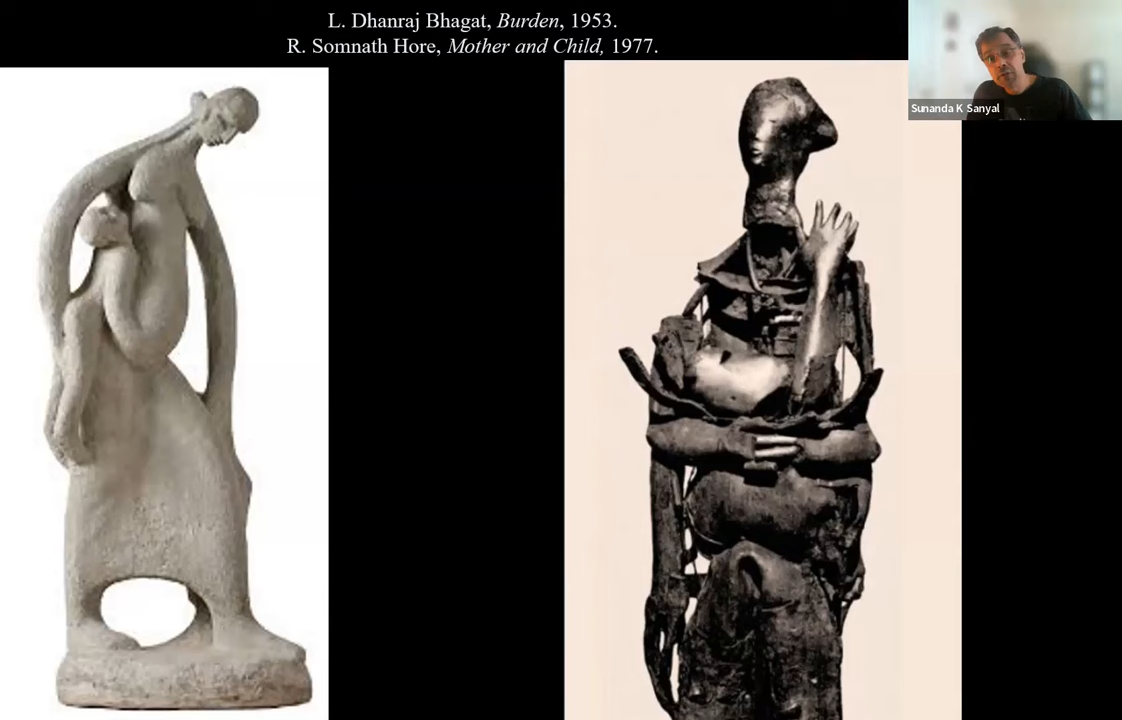 L. Dhanraj Bhagat, Burden, 1953.
R. Somnath Hore, Mother and Child, 1977.
Sunanda K Sanyal